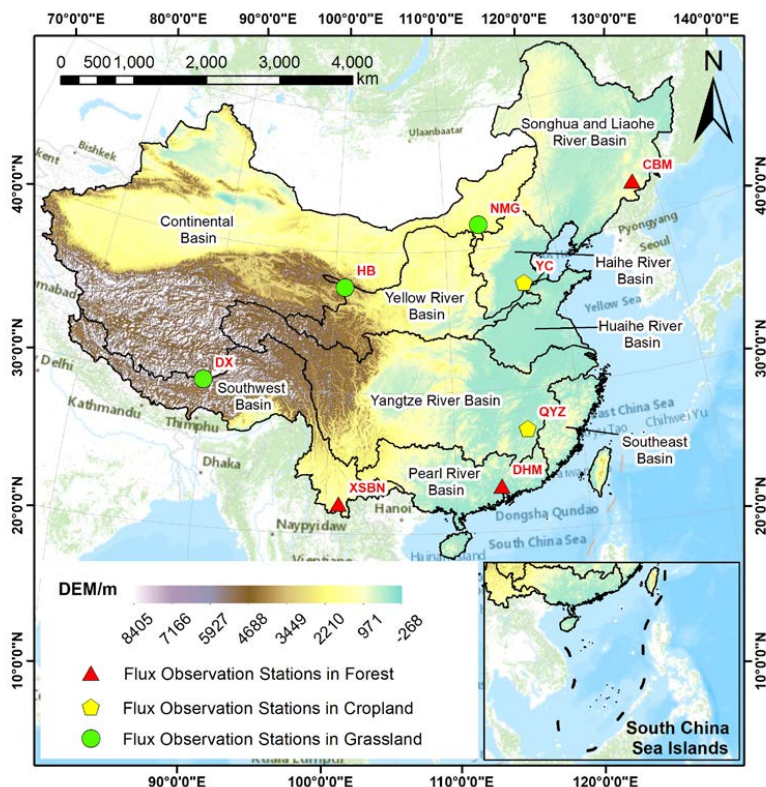 70°0'0"E 80°0'0"E 90°0'0"E 100°0'0"E 110°0'0"E 120°0'0"E 130°0'0"E 140°0'0"E
0 500 1,000 2,000 3,000 4,000
km
N
Ulaanbaatar
Bishkek
Songhua and Liaohe
River Basin
CBM
40°0'0"N
40°0'0"N
NMG
Pyongyang
Seoul
Continental
Basin
HB
YC
Haihe River
Basin
Yellow River
Basin
Yellow Sea
Huaihe River
Basin
30°0'0"N
30°0'0"N
Delhi
DX
Southwest
Basin
Kathmandu
Thimphu
Yangtze River Basin
QYZ
East China Sea
Chihwei Yu
Tiao Yu Tao
Southeast
Basin
Dhaka
Pearl River
Basin
DHM
XSBN
20°0'0"N
20°0'0"N
Hanoi
Naypyidaw
Dongsha Qundao
South China Sea
Vientiane
Hainan Island
DEM/m
8405 7166 5927 4688 3449 2210 971 -268
Flux Observation Stations in Forest
Flux Observation Stations in Cropland
Flux Observation Stations in Grassland
10°0'0"N
10°0'0"N
South China
Sea Islands
Kuala Lumpur
90°0'0"E 100°0'0"E 110°0'0"E 120°0'0"E